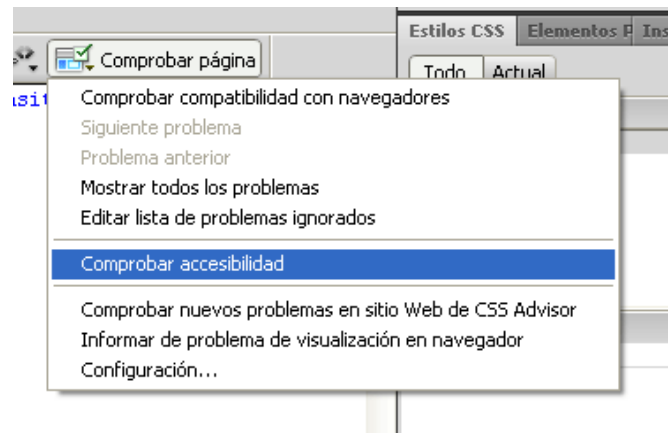 Estilos CSS Elementos P Ins
Comprobar página
Todo Actual
Comprobar compatibilidad con navegadores
Siguiente problema
Problema anterior
Mostrar todos los problemas
Editar lista de problemas ignorados
Comprobar accesibilidad
Comprobar nuevos problemas en sitio Web de CSS Advisor
Informar de problema de visualización en navegador
Configuración...